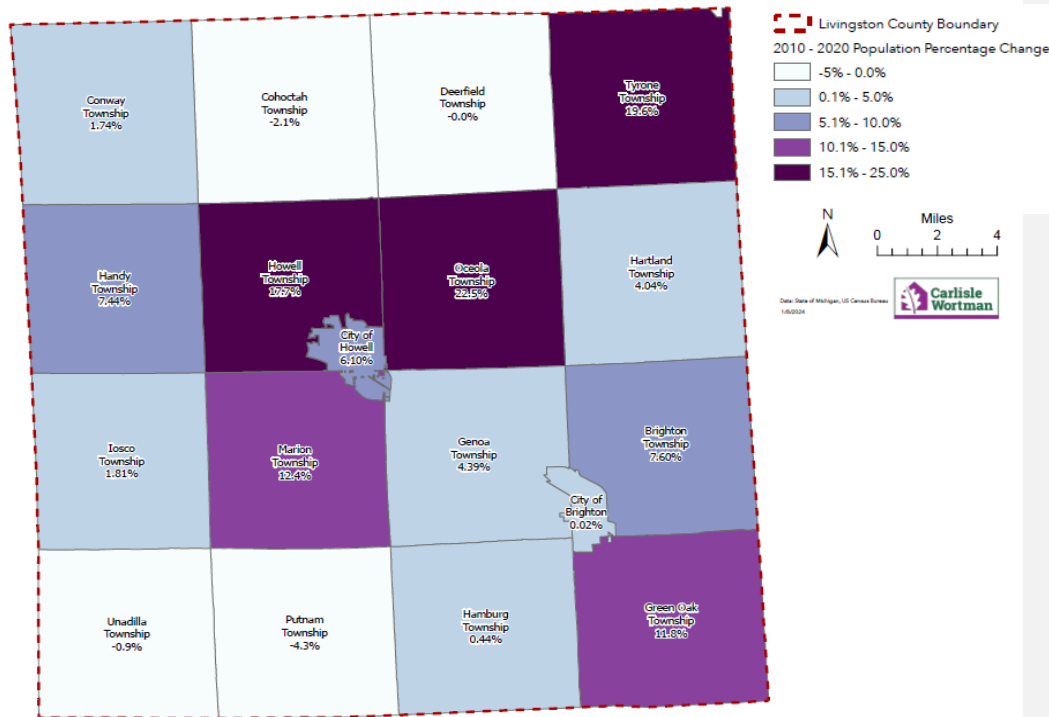 Conway
Township
1.74%
Cohoctah
Township
-2.1%
Deerfield
Township
-0.0%
Tyrone
Township
19.6%
Handy
Township
7.44%
Howell
Township
17.7%
Oceola
Township
22.5%
Hartland
Township
4.04%
City of
Howell
6.10%
Iosco
Township
1.81%
Marion
Township
12.4%
Genoa
Township
4.39%
Brighton
Township
7.60%
City of
Brighton
0.02%
Unadilla
Township
-0.9%
Putnam
Township
-4.3%
Hamburg
Township
0.44%
Green Oak
Township
11.8%
Livingston County Boundary
2010 - 2020 Population Percentage Change
-5% - 0.0%
0.1% - 5.0%
5.1% - 10.0%
10.1% - 15.0%
15.1% - 25.0%
N
Miles
0 2 4
Data: State of Michigan, US Census Bureau
1/8/2024
Carlisle
Wortman